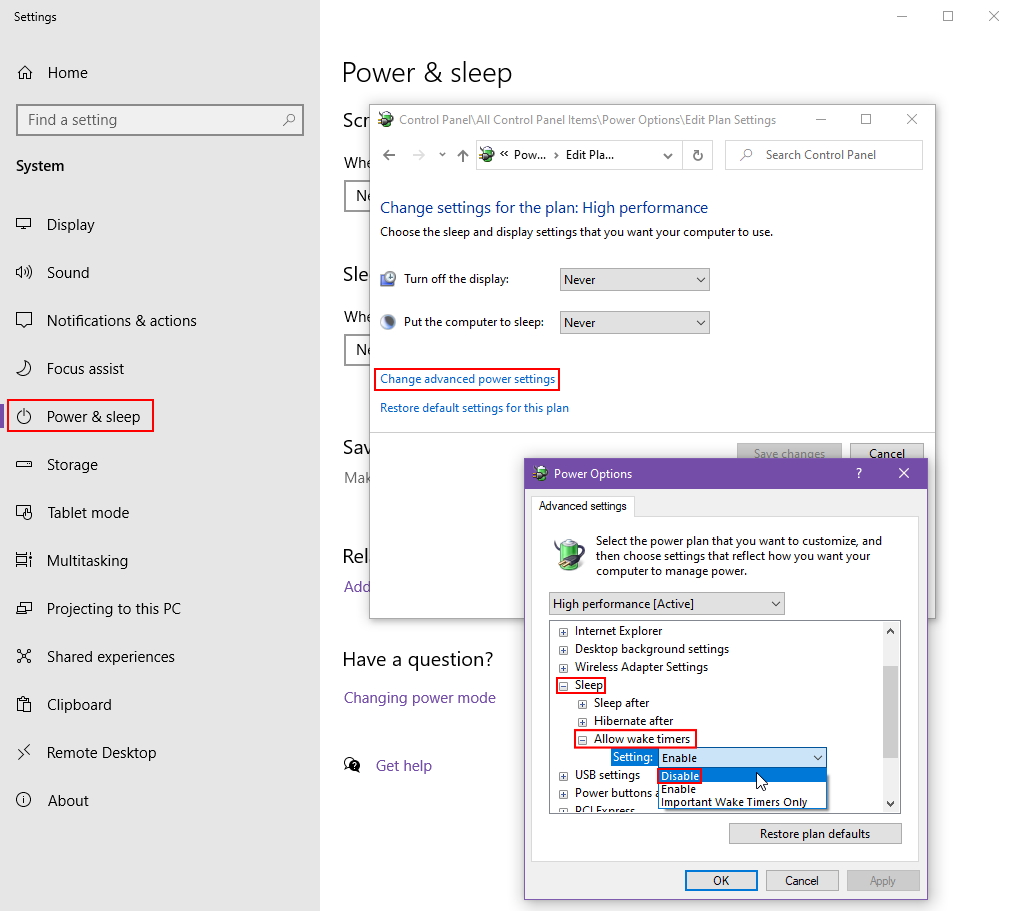 Settings
Home
Find a setting
System
Display
Sound
Notifications & actions
Focus assist
Power & sleep
Storage
Tablet mode
Multitasking
Projecting to this PC
Shared experiences
Clipboard
Remote Desktop
About
Power & sleep
Scr
Whe
Ne
Slee
Whe
Ne
Sav
Mak
Rel
Add
Have a question?
Changing power mode
Get help
Control Panel\All Control Panel Items\Power Options\Edit Plan Settings
« Pow... › Edit Pla...
Search Control Panel
Change settings for the plan: High performance
Choose the sleep and display settings that you want your computer to use.
Turn off the display: Never
Put the computer to sleep: Never
Change advanced power settings
Restore default settings for this plan
Save changes Cancel
Power Options ?
Advanced settings
Select the power plan that you want to customize, and
then choose settings that reflect how you want your
computer to manage power.
High performance [Active]
Internet Explorer
Desktop background settings
Wireless Adapter Settings
Sleep
Sleep after
Hibernate after
Allow wake timers
Setting: Enable
Disable
Enable
Important Wake Timers Only
USB settings
Power buttons a
PCI Express
Restore plan defaults
OK Cancel Apply